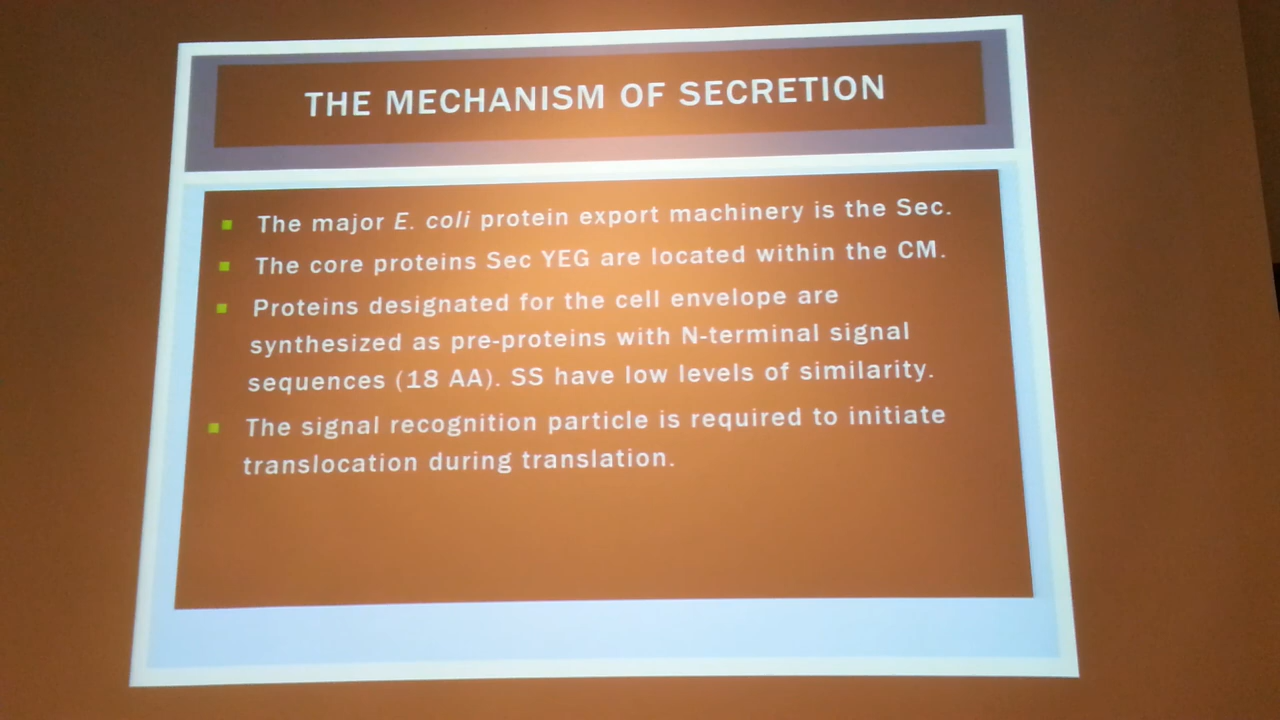 THE MECHANISM OF SECRETION
The major E. coli protein export machinery is the Sec.
The core proteins Sec YEG are located within the CM.
Proteins designated for the cell envelope are
synthesized as pre-proteins with N-terminal signal
sequences (18 AA). SS have low levels of similarity.
The signal recognition particle is required to initiate
translocation during translation.